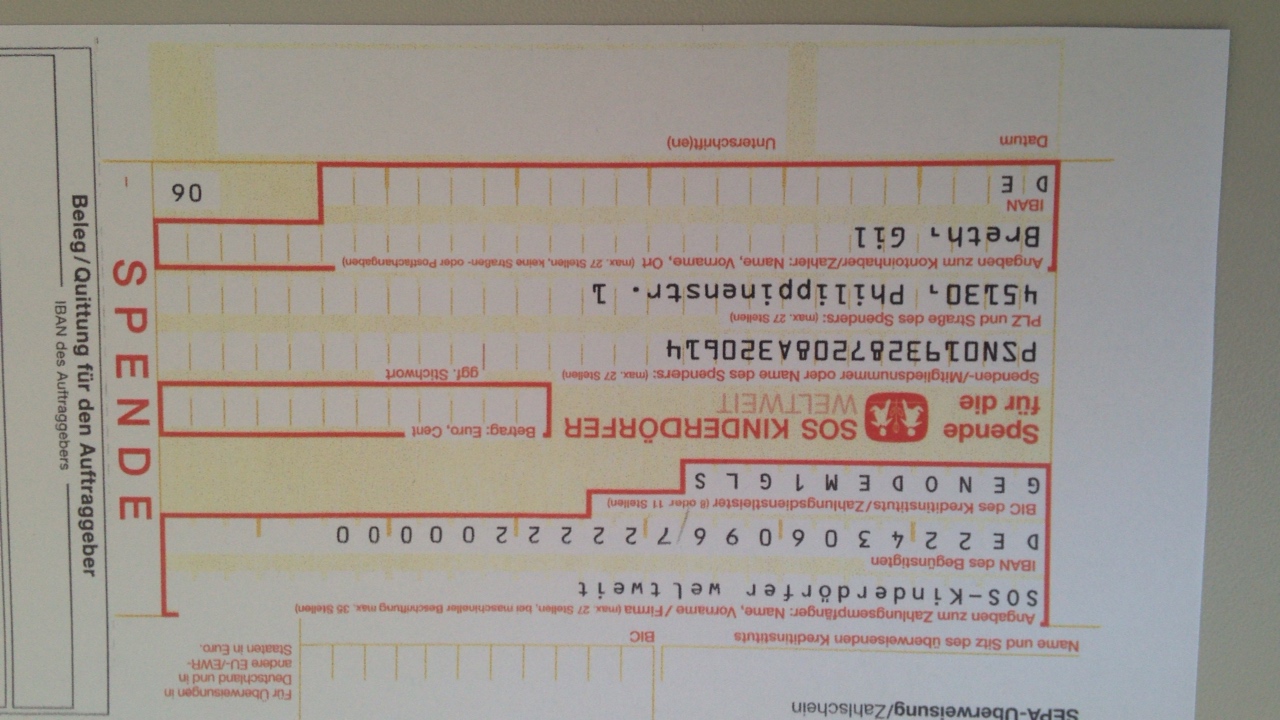 SEPA-Überweisung/Zahlschein
Name und Sitz des überweisenden Kreditinstituts
BIC
Für Überweisungen in
Deutschland und in
andere EU-/EWR-
Staaten in Euro.
Angaben zum Zahlungsempfänger: Name, Vorname / Firma (max. 27 Stellen, bei maschineller Beschriftung max. 35 Stellen)
SOS-Kinderdörfer weltweit
IBAN des Begünstigten
DE22430609672222200000
BIC des Kreditinstituts/Zahlungsdienstleister (8 oder 11 Stellen)
GENODEM1GLS
Spende
für die
SOS KINDERDÖRFER
WELTWEIT
Betrag: Euro, Cent
Spenden-/Mitgliedsnummer oder Name des Spenders: (max. 27 Stellen)
ggf. Stichwort
PSN0193287208A320614
PLZ und Straße des Spenders: (max. 27 Stellen)
45130, Philippinenstr. 1
Angaben zum Kontoinhaber/Zahler: Name, Vorname, Ort (max. 27 Stellen, keine Straßen- oder Postfachangaben)
Breth, Gil
IBAN
DE
06
Datum
Unterschrift(en)
SPENDE
Beleg/Quittung für den Auftraggeber
IBAN des Auftraggebers